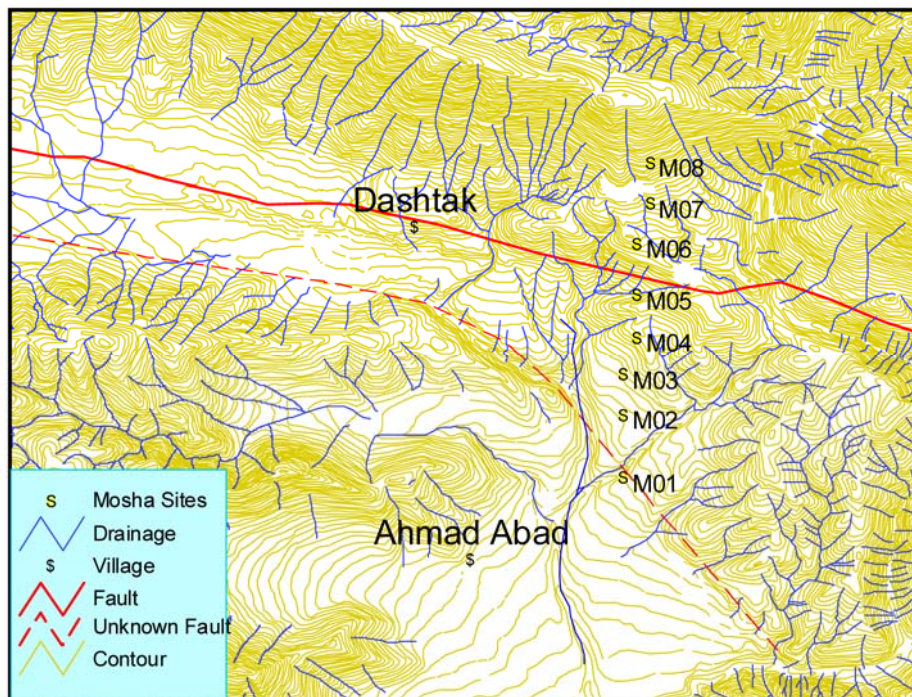 S M08
S M07
Dashtak
$
S M06
S M05
S M04
S M03
S M02
S M01
Ahmad Abad
$
S Mosha Sites
Drainage
$ Village
Fault
Unknown Fault
Contour